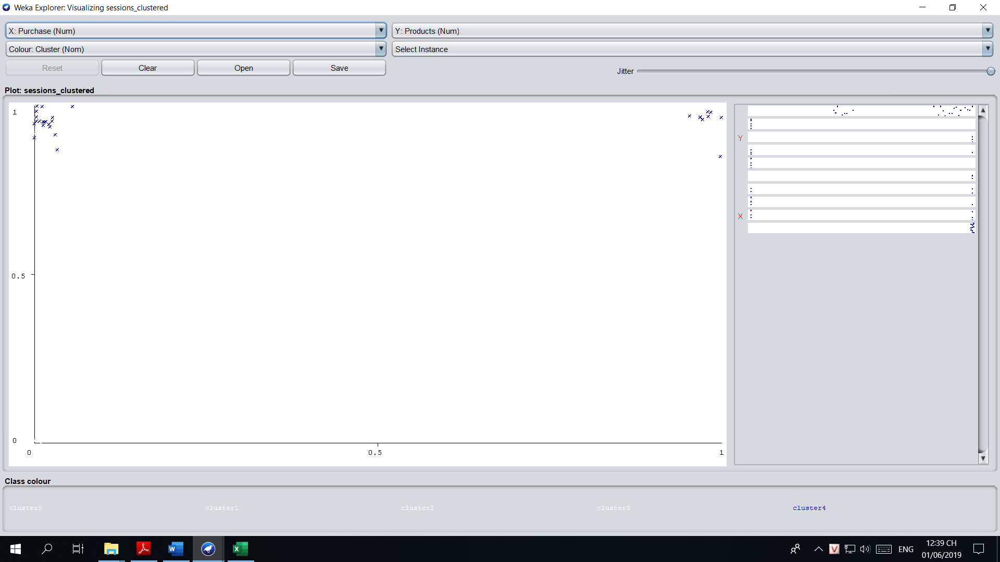 Weka Explorer: Visualizing sessions_clustered
X: Purchase (Num)
Y: Products (Num)
Colour: Cluster (Nom)
Select Instance
Reset
Clear
Open
Save
Jitter
Plot: sessions_clustered
1
0.5
0
0
0.5
1
Y
X
Class colour
cluster0
cluster1
cluster2
cluster3
cluster4
ENG
12:39 CH
01/06/2019